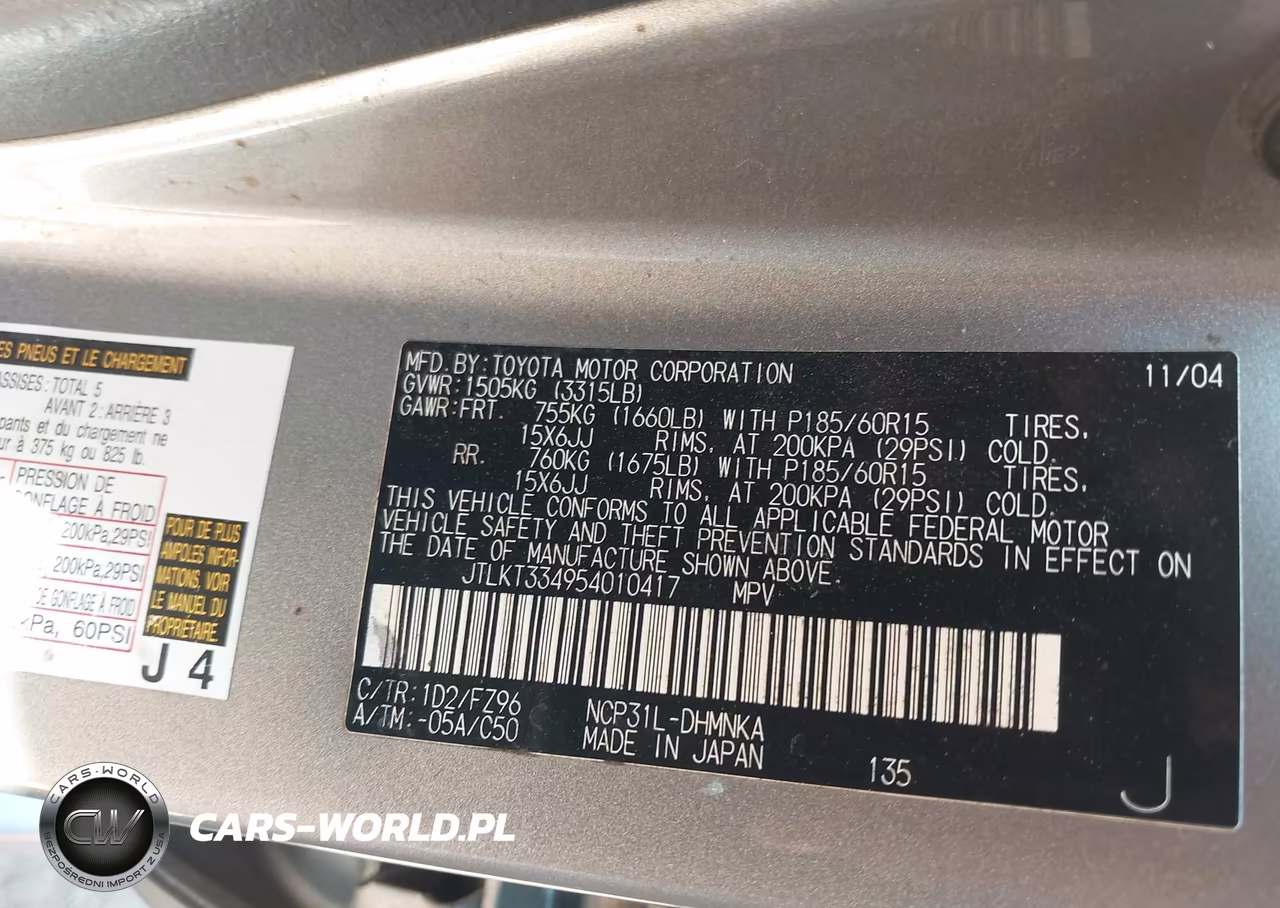 ES PNEUS ET LE CHARGEMENT
ASSISES: TOTAL 5
AVANT 2: ARRIÈRE 3
pants et du chargement ne
ur à 375 kg ou 825 lb.
PRESSION DE
GONFLAGE À FROID
200kPa,29PSI
200kPa,29PSI
DE GONFLAGE À FROID
kPa, 60PSI
POUR DE PLUS
AMPOLES INFOR-
MATIONS, VOIR
LE MANUEL DU
PROPRIÉTAIRE.
J 4
MFD.BY:TOYOTA MOTOR CORPORATION 11/04
GVWR:1505KG (3315LB)
GAWR:FRT. 755KG (1660LB) WITH P185/60R15 TIRES,
15X6JJ RIMS, AT 200KPA (29PSI) COLD.
RR. 760KG (1675LB) WITH P185/60R15 TIRES,
15X6JJ RIMS, AT 200KPA (29PSI) COLD.
THIS VEHICLE CONFORMS TO ALL APPLICABLE FEDERAL MOTOR
VEHICLE SAFETY AND THEFT PREVENTION STANDARDS IN EFFECT ON
THE DATE OF MANUFACTURE SHOWN ABOVE.
JTLKT334954010417 MPV
C/TR:1D2/FZ96 NCP31L-DHMNKA
A/TM:-05A/C50 MADE IN JAPAN
135 J
CARS-WORLD
CW
BEZPOŚREDNI IMPORT Z USA
CARS-WORLD.PL